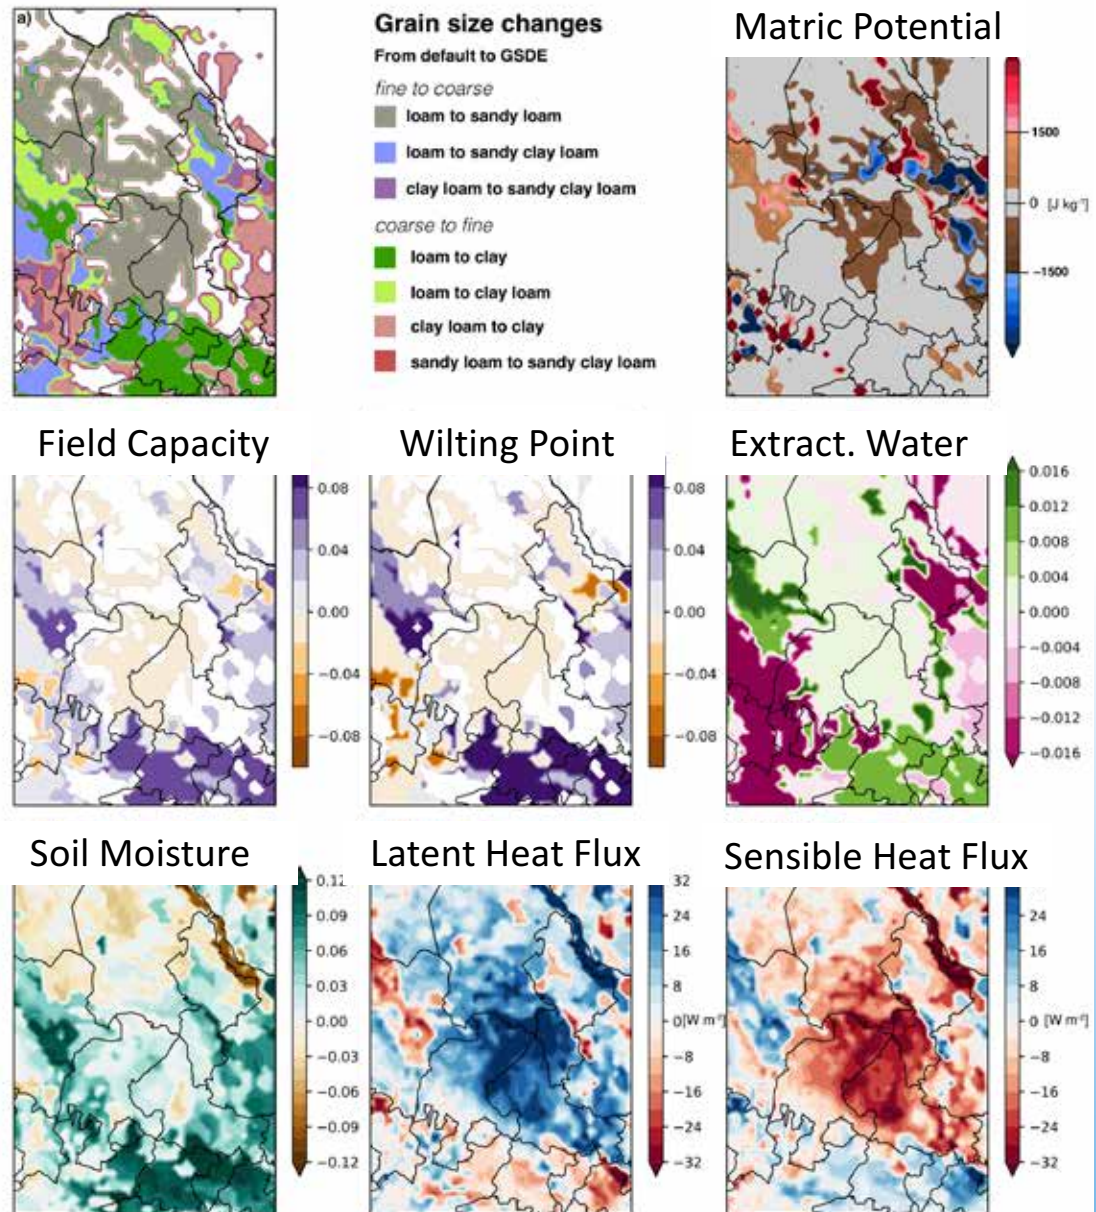 a)
Grain size changes
From default to GSDE
fine to coarse
loam to sandy loam
loam to sandy clay loam
clay loam to sandy clay loam
coarse to fine
loam to clay
loam to clay loam
clay loam to clay
sandy loam to sandy clay loam
Matric Potential
1500
0 [J kg⁻¹]
−1500
Field Capacity
0.08
0.04
0.00
−0.04
−0.08
Wilting Point
0.08
0.04
0.00
−0.04
−0.08
Extract. Water
0.016
0.012
0.008
0.004
0.000
−0.004
−0.008
−0.012
−0.016
Soil Moisture
0.12
0.09
0.06
0.03
0.00
−0.03
−0.06
−0.09
−0.12
Latent Heat Flux
32
24
16
8
0[W m⁻²]
−8
−16
−24
−32
Sensible Heat Flux
24
16
8
0 [W m⁻²]
−8
−16
−24
−32